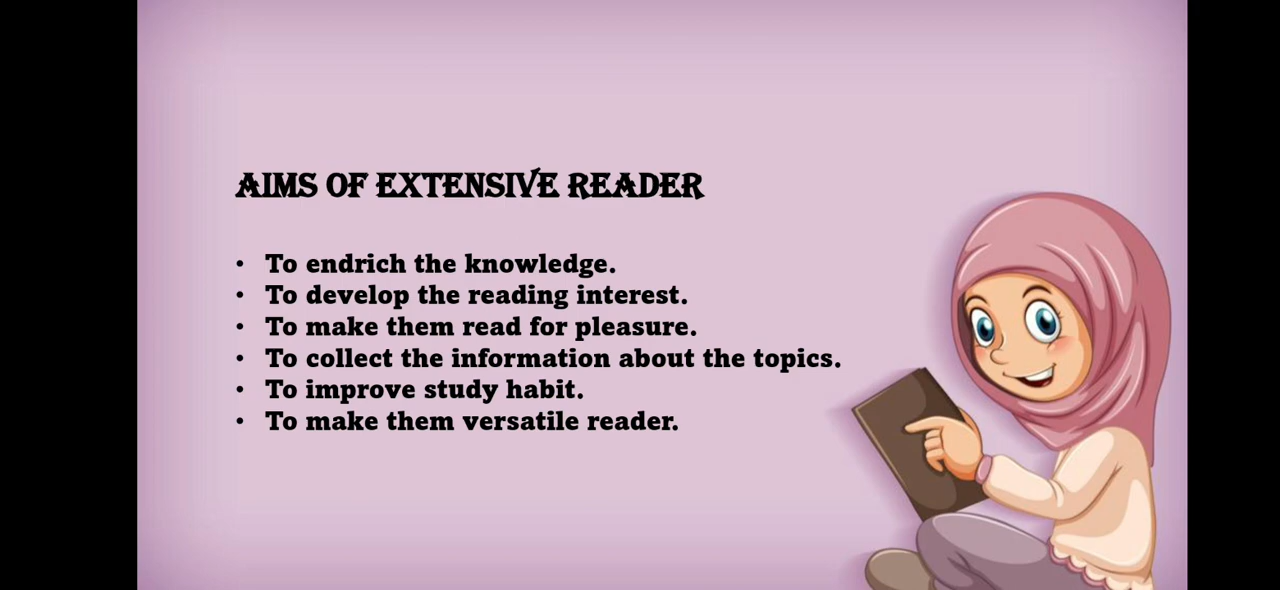 AIMS OF EXTENSIVE READER
• To endrich the knowledge.
• To develop the reading interest.
• To make them read for pleasure.
• To collect the information about the topics.
• To improve study habit.
• To make them versatile reader.